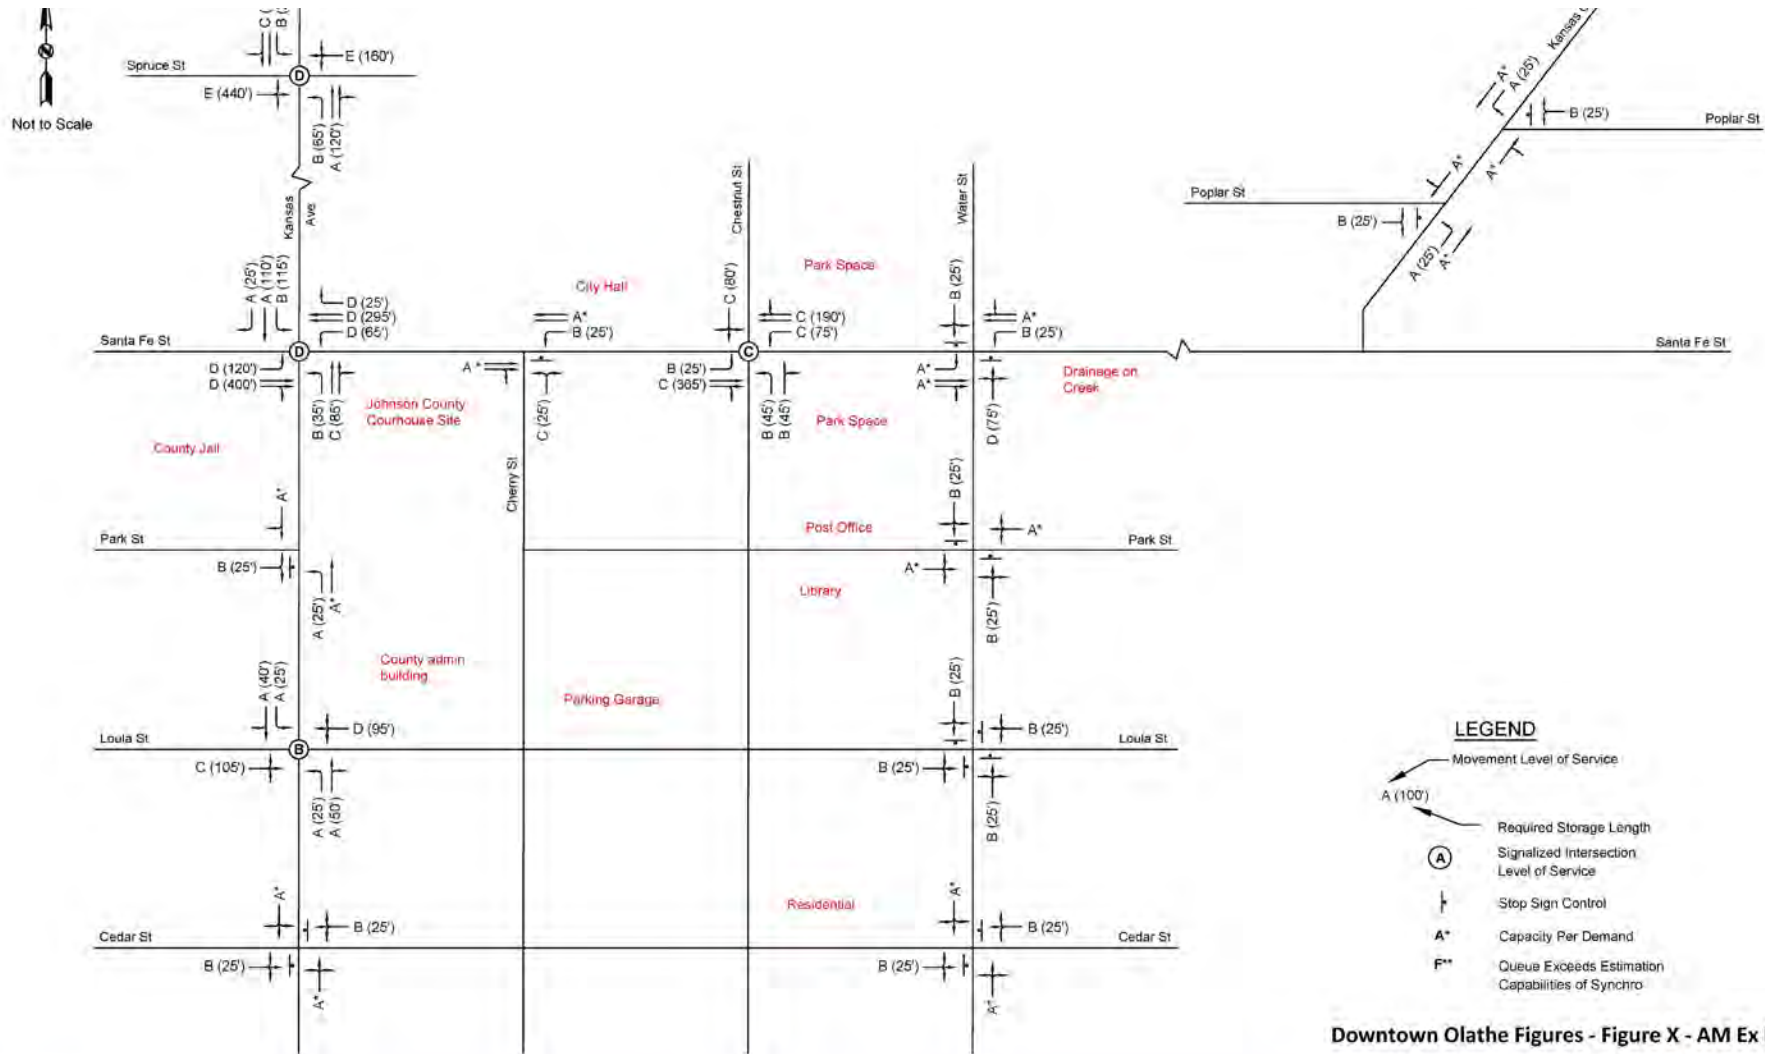 C (
B (
E (160')
Spruce St
D
E (440')
B (65')
A (120')
Not to Scale
Kansas
Ave
Chestnut St
Water St
Kansas
A*
A (25')
B (25')
Poplar St
A*
A*
Poplar St
B (25')
A (25')
A*
A (25')
A (110')
B (115')
D (25')
D (295')
D (65')
City Hall
A*
B (25')
C (80')
Park Space
C (190')
C (75')
B (25')
A*
B (25')
Santa Fe St
D
C
Santa Fe St
D (120')
D (400')
B (35')
C (85')
A*
C (25')
B (25')
C (365')
B (45')
B (45')
A*
A*
D (75')
Drainage on
Creek
Johnson County
Courhouse Site
Park Space
County Jail
Cherry St
A*
B (25')
Post Office
A*
Park St
Park St
B (25')
A (25')
A*
A*
Library
B (25')
County admin
building
Parking Garage
A (40')
A (25')
D (95')
B (25')
B (25')
Loula St
B
Loula St
C (105')
A (25')
A (50')
B (25')
B (25')
Residential
A*
B (25')
A*
B (25')
Cedar St
Cedar St
B (25')
A*
B (25')
A*
LEGEND
Movement Level of Service
A (100')
Required Storage Length
A
Signalized Intersection
Level of Service
Stop Sign Control
A*
Capacity Per Demand
F**
Queue Exceeds Estimation
Capabilities of Synchro
Downtown Olathe Figures - Figure X - AM Ex